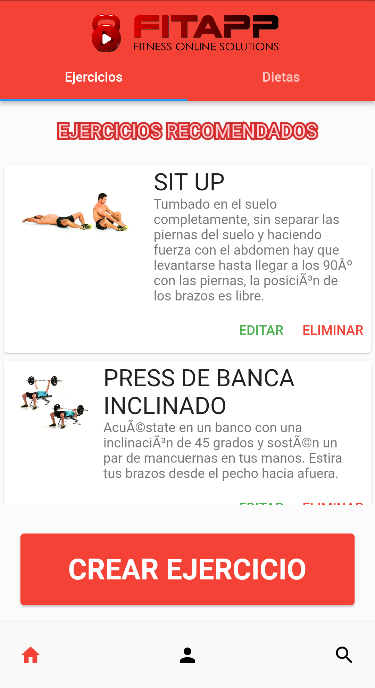 FITAPP
FITNESS ONLINE SOLUTIONS
Ejercicios
Dietas
EJERCICIOS RECOMENDADOS
SIT UP
Tumbado en el suelo
completamente, sin separar las
piernas del suelo y haciendo
fuerza con el abdomen hay que
levantarse hasta llegar a los 90Âº
con las piernas, la posiciÃ³n de
los brazos es libre.
EDITAR
ELIMINAR
PRESS DE BANCA
INCLINADO
AcuÃ©state en un banco con una
inclinaciÃ³n de 45 grados y sostÃ©n un
par de mancuernas en tus manos. Estira
tus brazos desde el pecho hacia afuera.
EDITAR
ELIMINAR
CREAR EJERCICIO